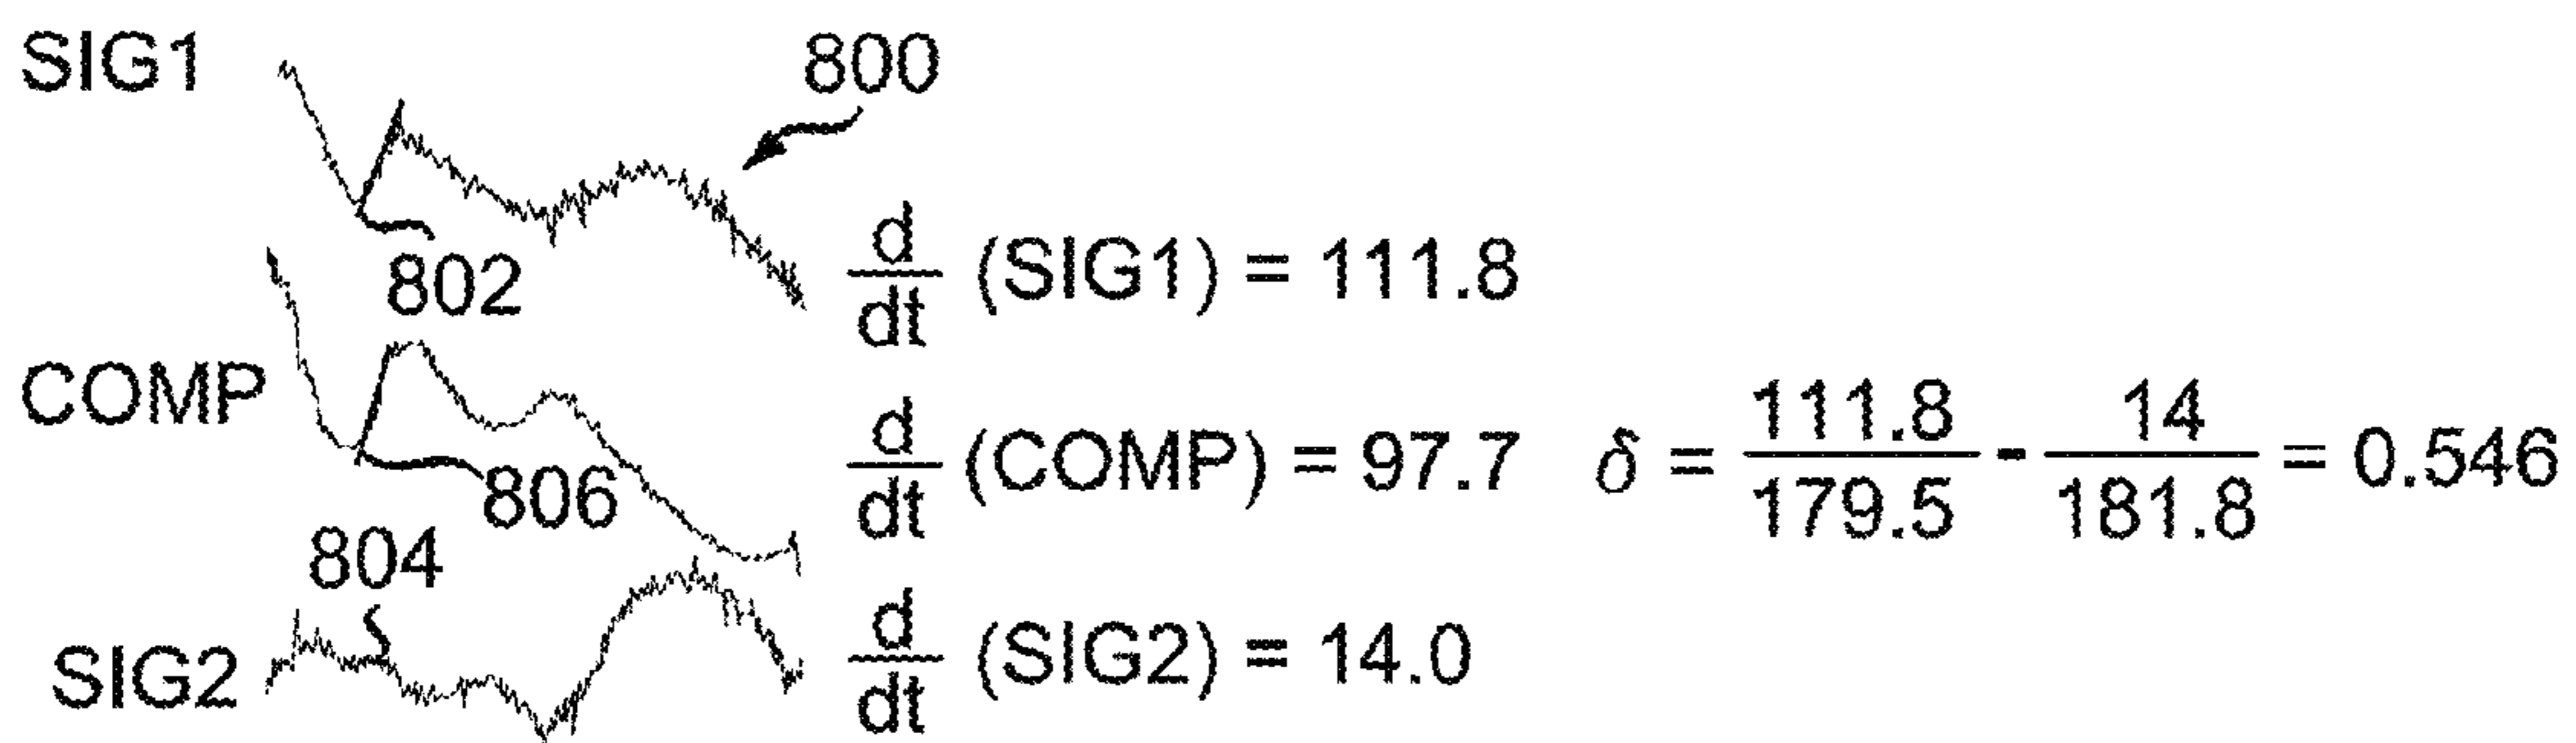 SIG1
800
802
d/dt (SIG1) = 111.8
COMP
806
d/dt (COMP) = 97.7 δ = 111.8/179.5 - 14/181.8 = 0.546
804
SIG2
d/dt (SIG2) = 14.0